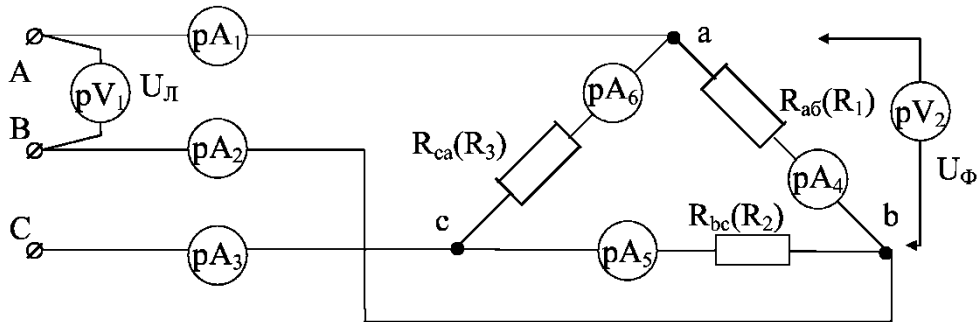 pA₁
a
A
pV₁
Uл
pA₆
Rаб(R₁)
pV₂
B
pA₂
Rca(R₃)
pA₄
UФ
C
c
Rbc(R₂)
b
pA₃
pA₅